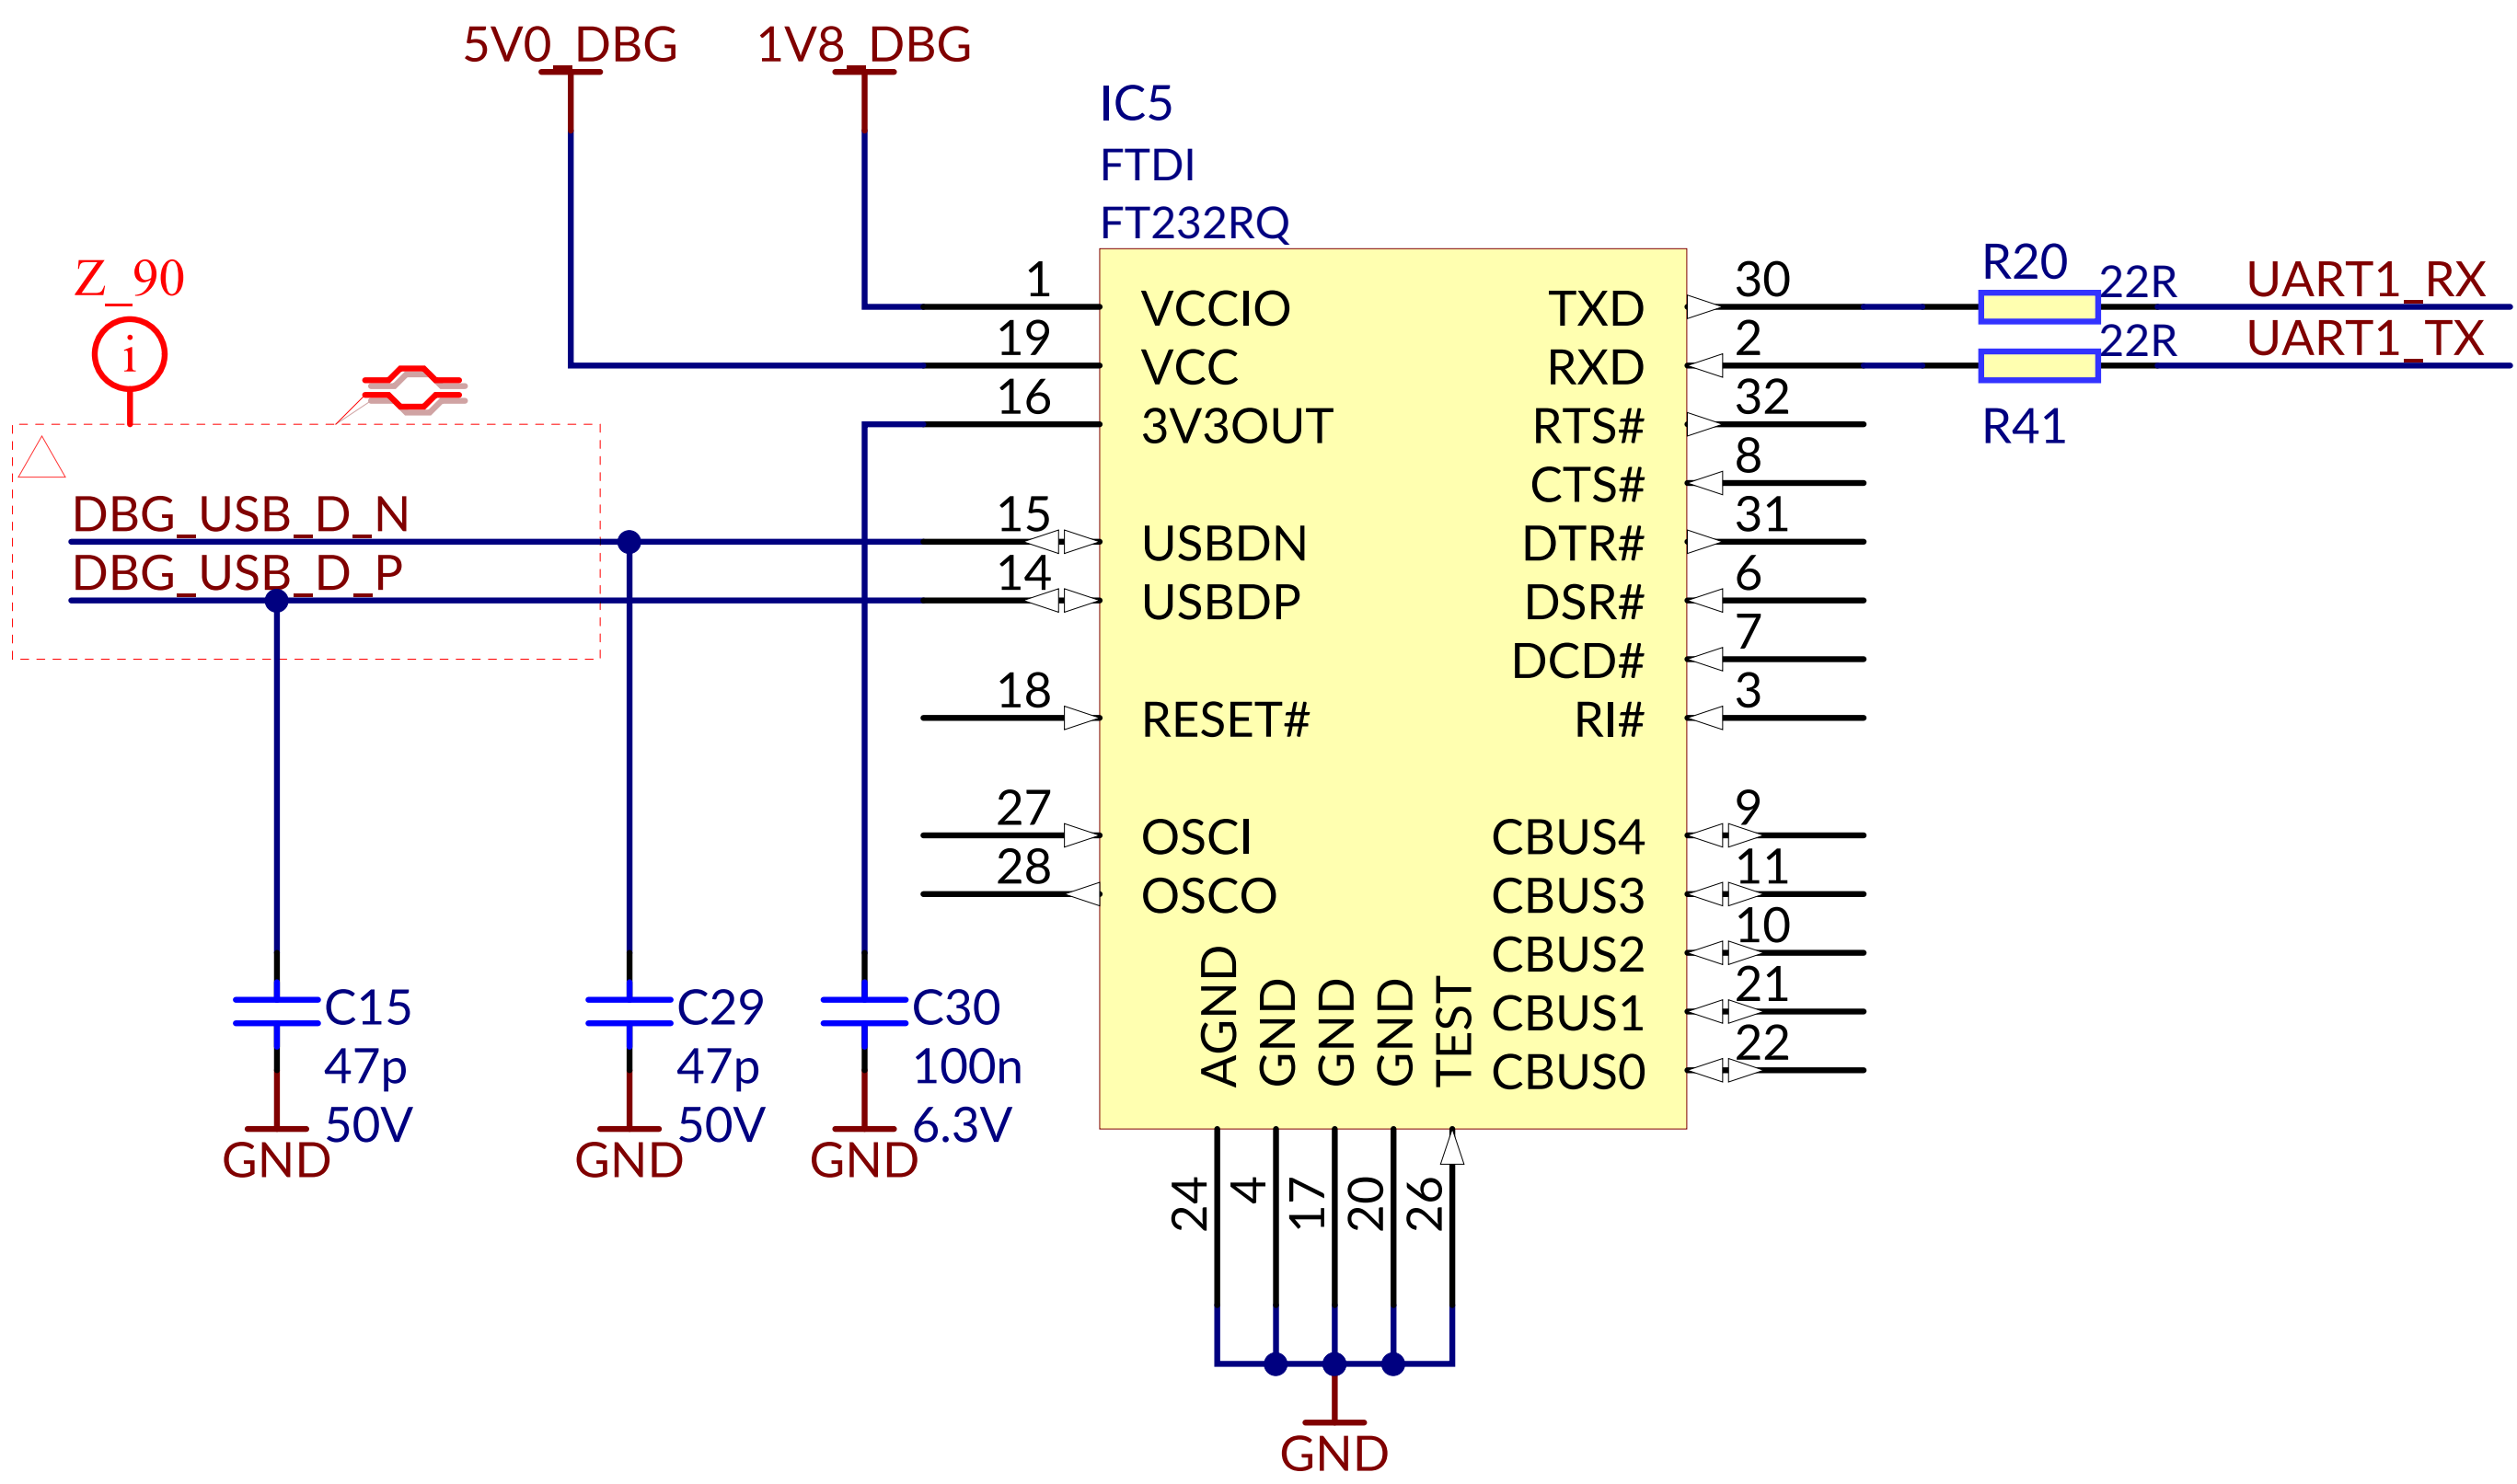 5V0_DBG
1V8_DBG
IC5
FTDI
FT2322RQ
Z_90
i
1
VCCIO
19
VCC
16
3V3OUT
DBG_USB_D_N
15
USBDN
DBG_USB_D_P
14
USBDP
18
RESET#
27
OSCI
28
OSCO
TXD
30
R20
22R
UART1_RX
RXD
2
22R
UART1_TX
R41
RTS#
32
CTS#
8
DTR#
31
DSR#
6
DCD#
7
RI#
3
CBUS4
9
CBUS3
11
CBUS2
10
CBUS1
21
CBUS0
22
AGND
GND
GND
GND
TEST
24
4
17
20
26
GND
C15
47p
50V
GND
C29
47p
50V
GND
C30
100n
6.3V
GND